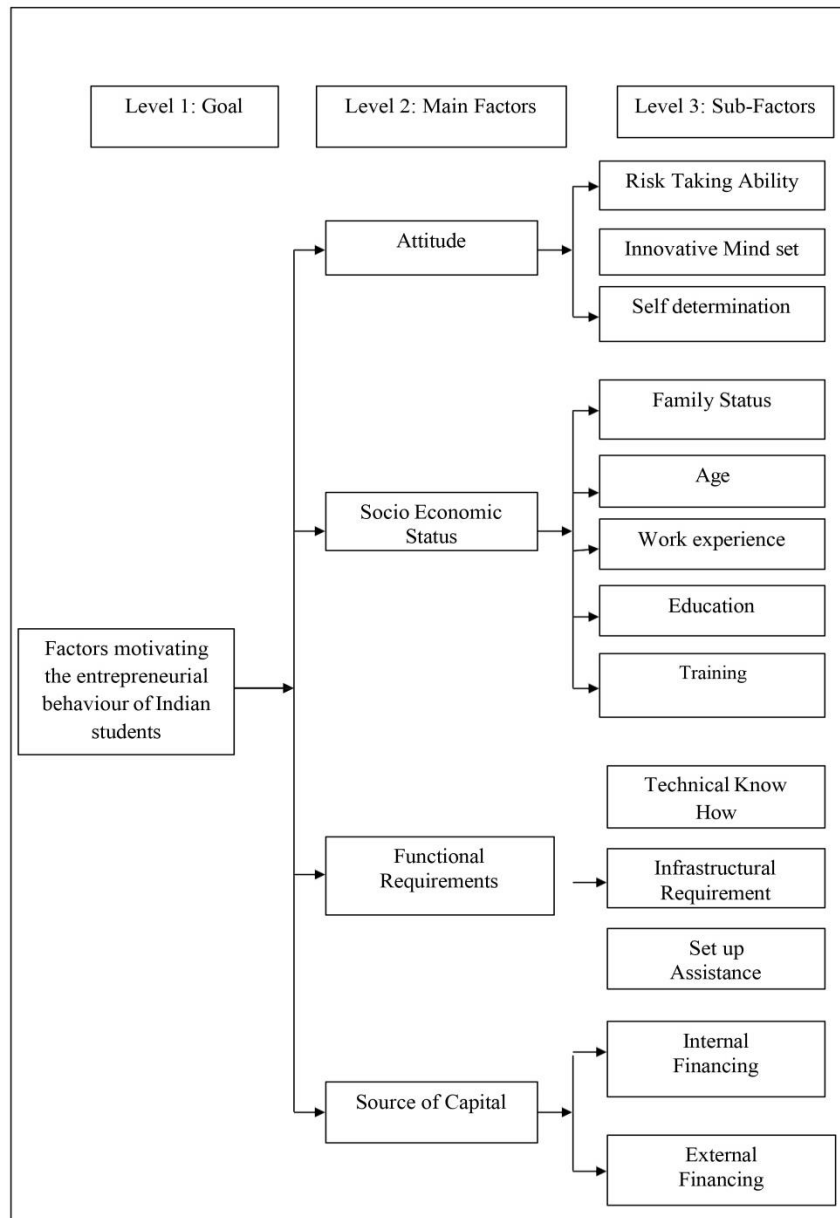 Level 1: Goal
Level 2: Main Factors
Level 3: Sub-Factors
Risk Taking Ability
Attitude
Innovative Mind set
Self determination
Family Status
Age
Socio Economic
Status
Work experience
Education
Factors motivating
the entrepreneurial
behaviour of Indian
students
Training
Technical Know
How
Functional
Requirements
Infrastructural
Requirement
Set up
Assistance
Internal
Financing
Source of Capital
External
Financing